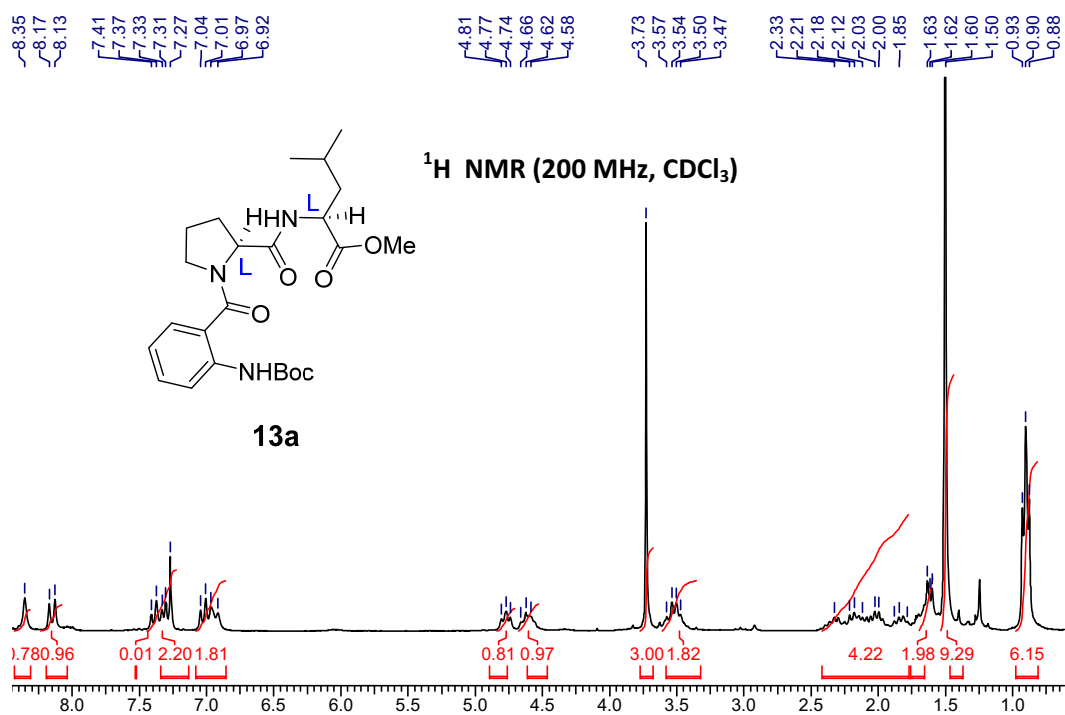 8.35 8.17 8.13 7.41 7.37 7.33 7.31 7.27 7.04 7.01 6.97 6.92 4.81 4.77 4.74 4.66 4.62 4.58 3.73 3.57 3.54 3.50 3.47 2.33 2.21 2.18 2.12 2.03 2.00 1.85 1.63 1.62 1.60 1.50 0.93 0.90 0.88
¹H NMR (200 MHz, CDCl₃)
L
H HN H
OMe
O O
N L
O
NHBoc
13a
0.96 0.01 2.20 1.81 0.81 0.97 3.00 1.82 4.22 1.98 9.29 6.15
8.0 7.5 7.0 6.5 6.0 5.5 5.0 4.5 4.0 3.5 3.0 2.5 2.0 1.5 1.0